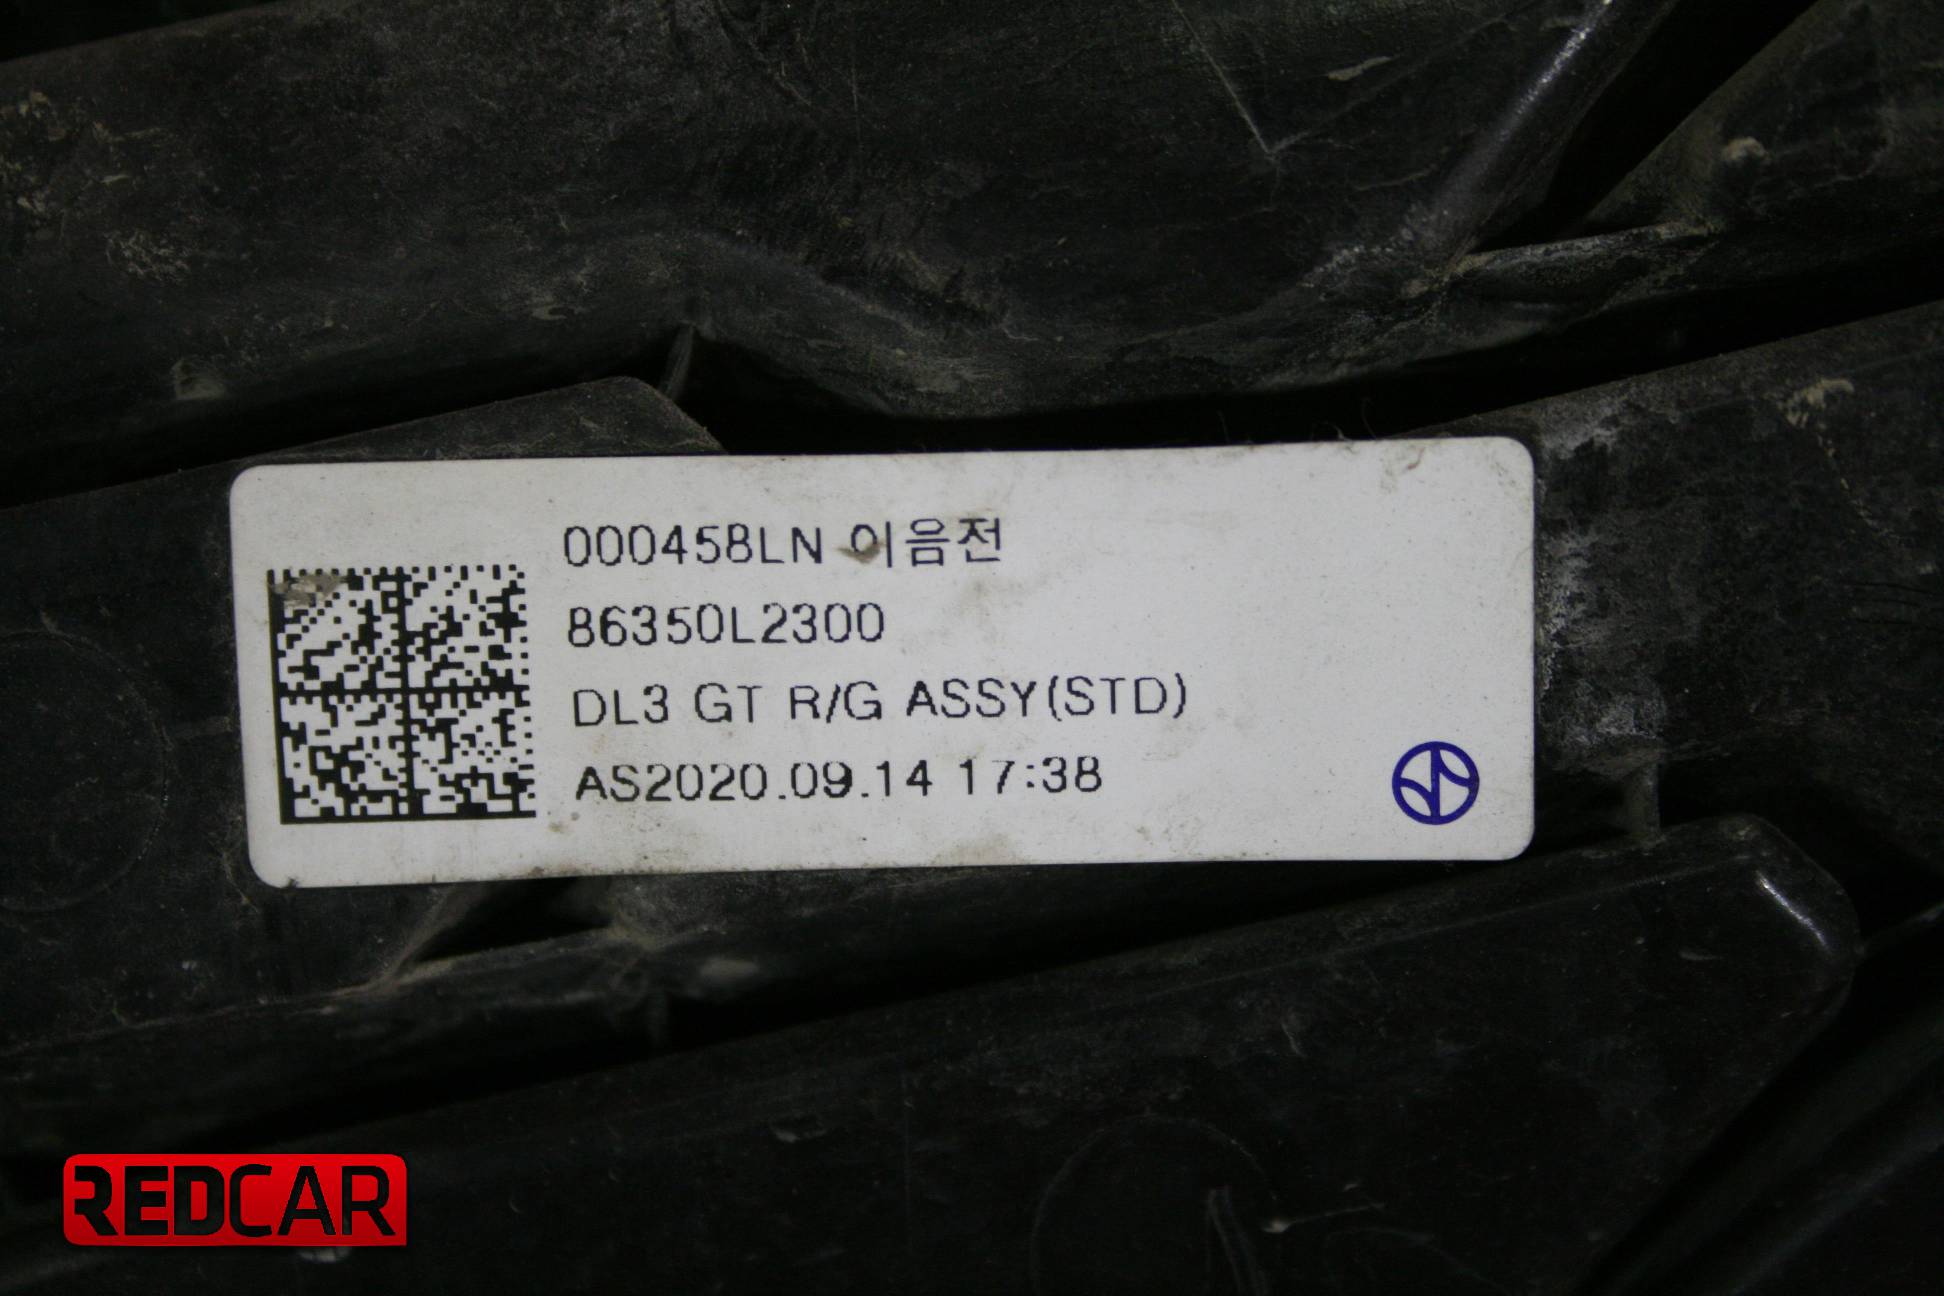 000458LN 이음전
86350L2300
DL3 GT R/G ASSY(STD)
AS2020.09.14 17:38
REDCAR